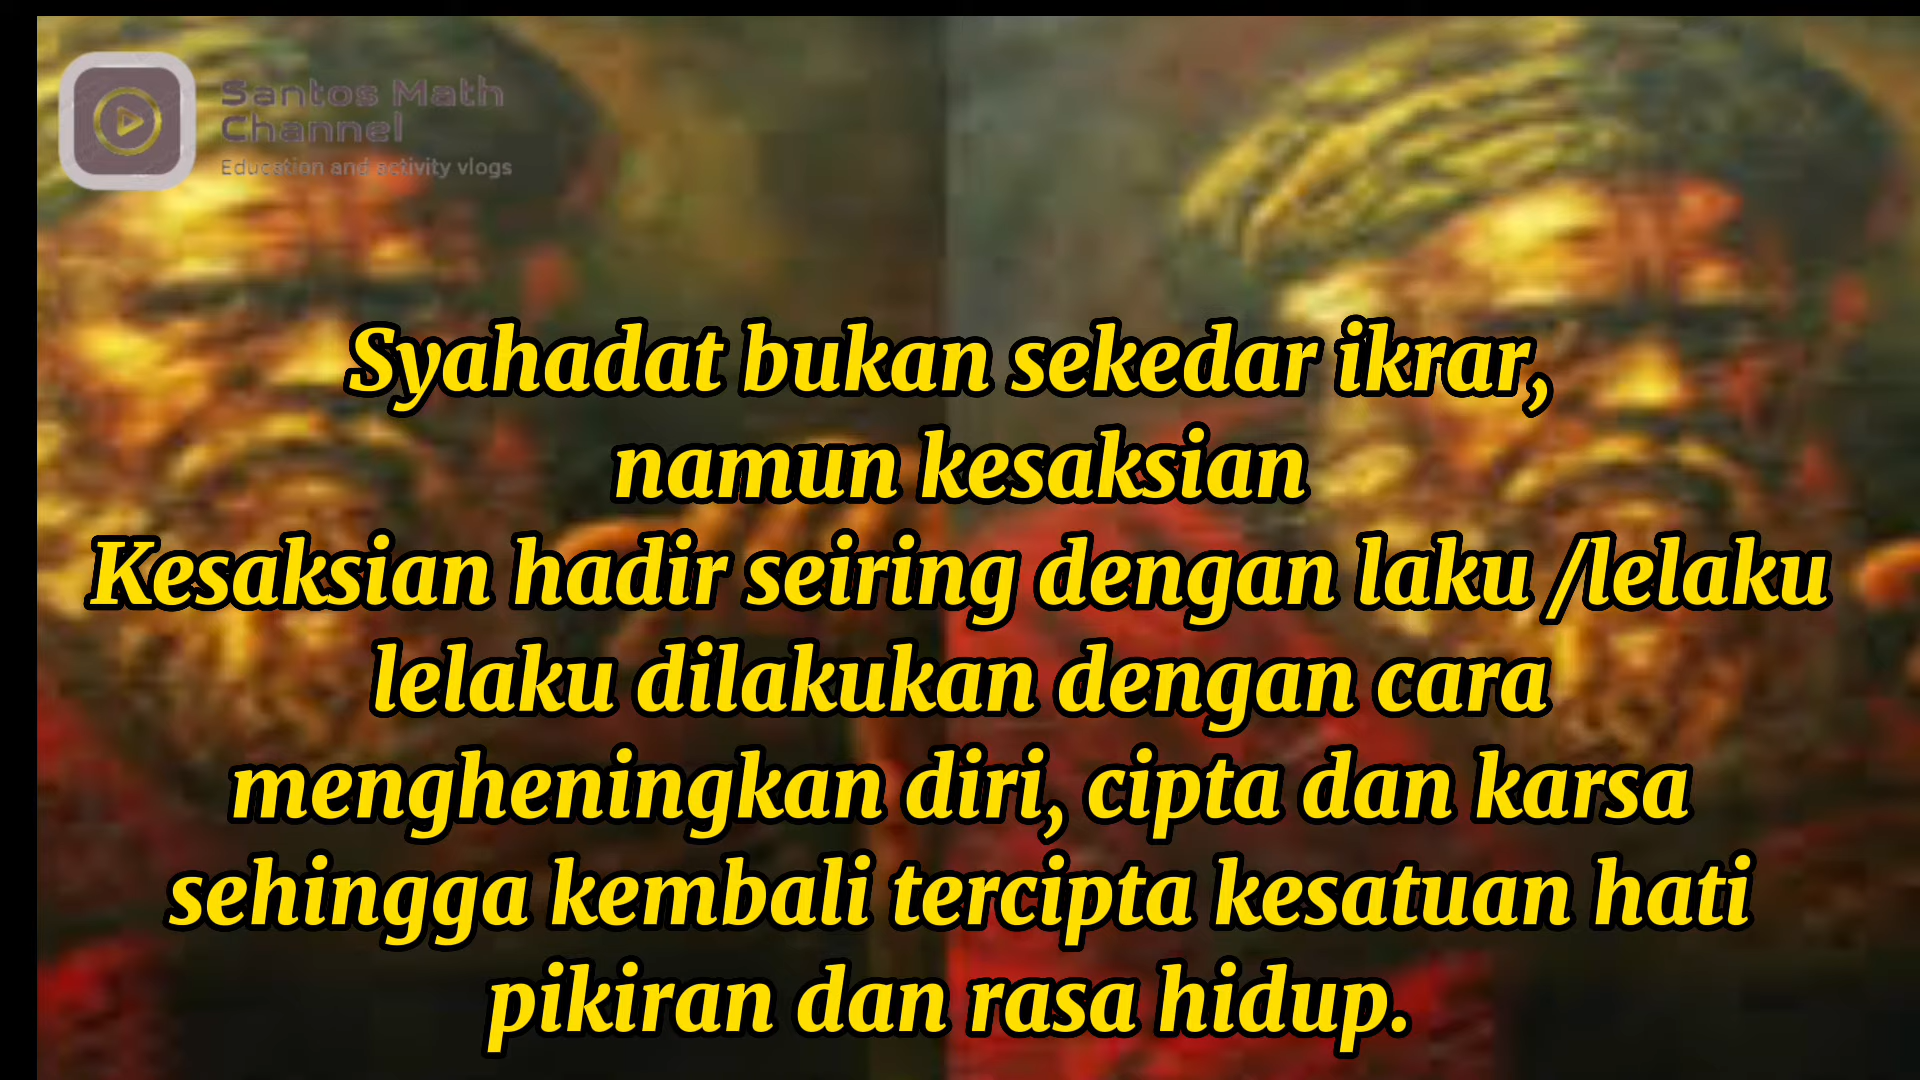 Santos Math
Channel
Education and activity vlogs
Syahadat bukan sekedar ikrar,
namun kesaksian
Kesaksian hadir seiring dengan laku /lelaku
lelaku dilakukan dengan cara
mengheningkan diri, cipta dan karsa
sehingga kembali tercipta kesatuan hati
pikiran dan rasa hidup.